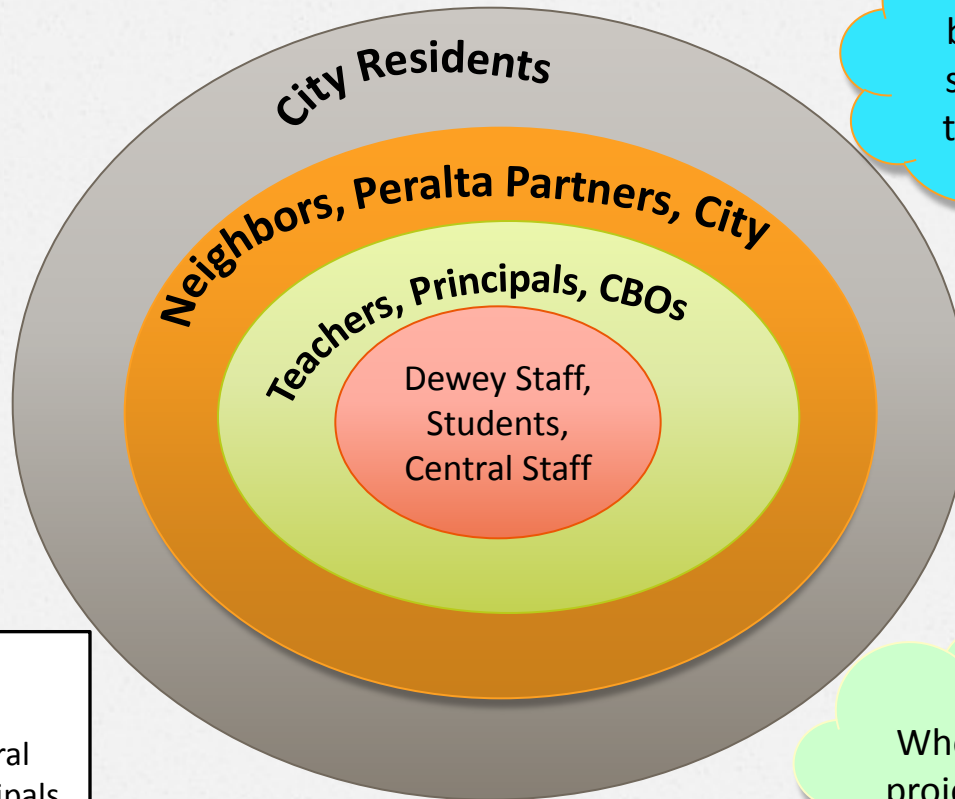 City Residents
Neighbors, Peralta Partners, City
Teachers, Principals, CBOs
Dewey Staff,
Students,
Central Staff